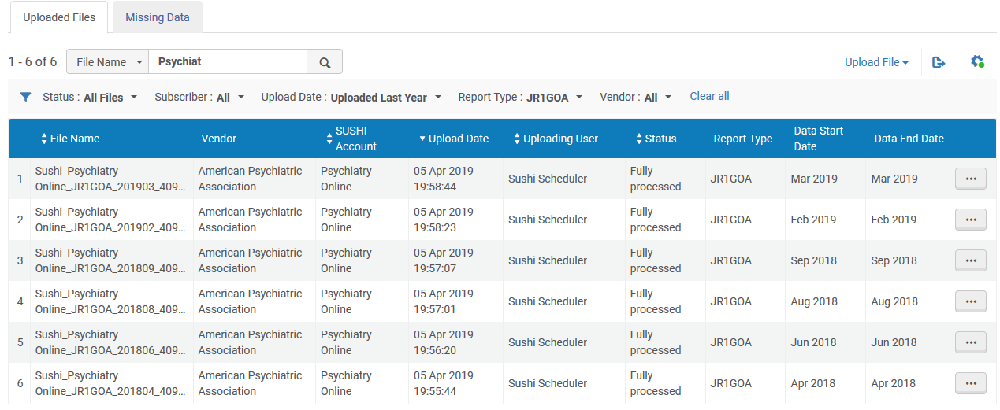 Uploaded Files Missing Data
1 - 6 of 6 File Name Psychiat Upload File
Status : All Files Subscriber : All Upload Date : Uploaded Last Year Report Type : JR1GOA Vendor : All Clear all
File Name Vendor SUSHI Account Upload Date Uploading User Status Report Type Data Start Date Data End Date
1 Sushi_Psychiatry Online_JR1GOA_201903_409... American Psychiatric Association Psychiatry Online 05 Apr 2019 19:58:44 Sushi Scheduler Fully processed JR1GOA Mar 2019 Mar 2019
2 Sushi_Psychiatry Online_JR1GOA_201902_409... American Psychiatric Association Psychiatry Online 05 Apr 2019 19:58:23 Sushi Scheduler Fully processed JR1GOA Feb 2019 Feb 2019
3 Sushi_Psychiatry Online_JR1GOA_201809_409... American Psychiatric Association Psychiatry Online 05 Apr 2019 19:57:07 Sushi Scheduler Fully processed JR1GOA Sep 2018 Sep 2018
4 Sushi_Psychiatry Online_JR1GOA_201808_409... American Psychiatric Association Psychiatry Online 05 Apr 2019 19:57:01 Sushi Scheduler Fully processed JR1GOA Aug 2018 Aug 2018
5 Sushi_Psychiatry Online_JR1GOA_201806_409... American Psychiatric Association Psychiatry Online 05 Apr 2019 19:56:20 Sushi Scheduler Fully processed JR1GOA Jun 2018 Jun 2018
6 Sushi_Psychiatry Online_JR1GOA_201804_409... American Psychiatric Association Psychiatry Online 05 Apr 2019 19:55:44 Sushi Scheduler Fully processed JR1GOA Apr 2018 Apr 2018